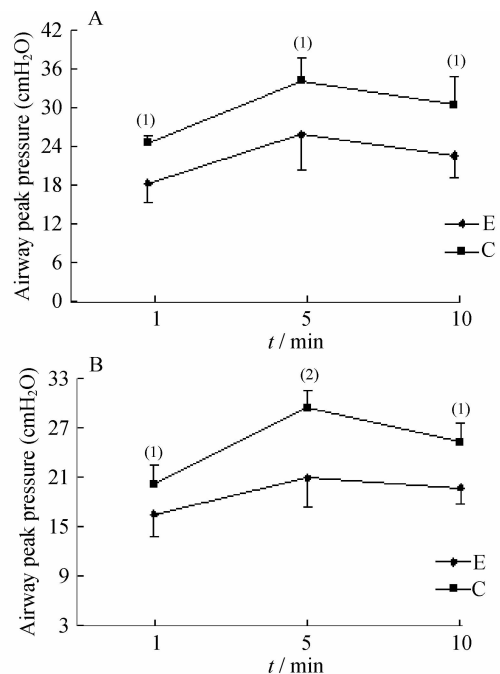 A
Airway peak pressure (cmH₂O)
42
36
30
24
18
12
6
0
(1)
(1)
(1)
E
C
1
5
10
t / min
B
Airway peak pressure (cmH₂O)
33
27
21
15
9
3
(1)
(2)
(1)
E
C
1
5
10
t / min